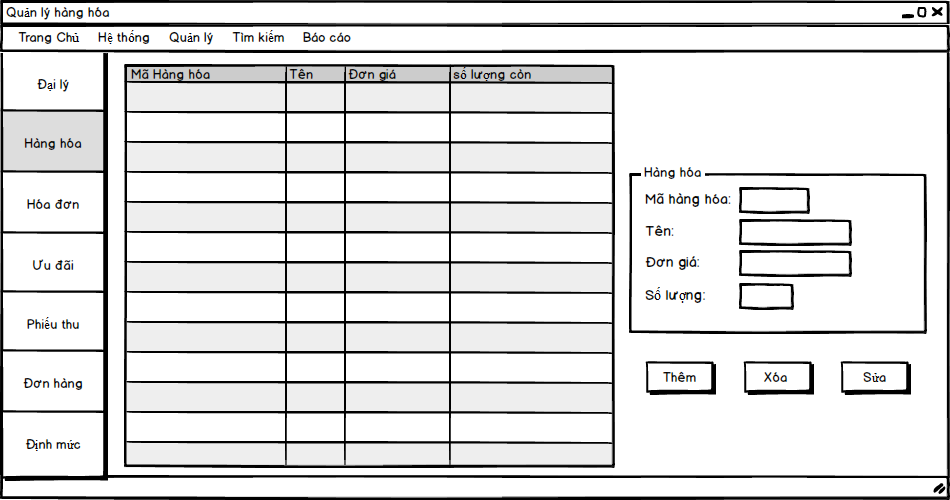 Quản lý hàng hóa
Trang Chủ Hệ thống Quản lý Tìm kiếm Báo cáo
Đại lý
Hàng hóa
Hóa đơn
Ưu đãi
Phiếu thu
Đơn hàng
Định mức
Mã Hàng hóa Tên Đơn giá số lượng còn
Hàng hóa
Mã hàng hóa:
Tên:
Đơn giá:
Số lượng:
Thêm Xóa Sửa